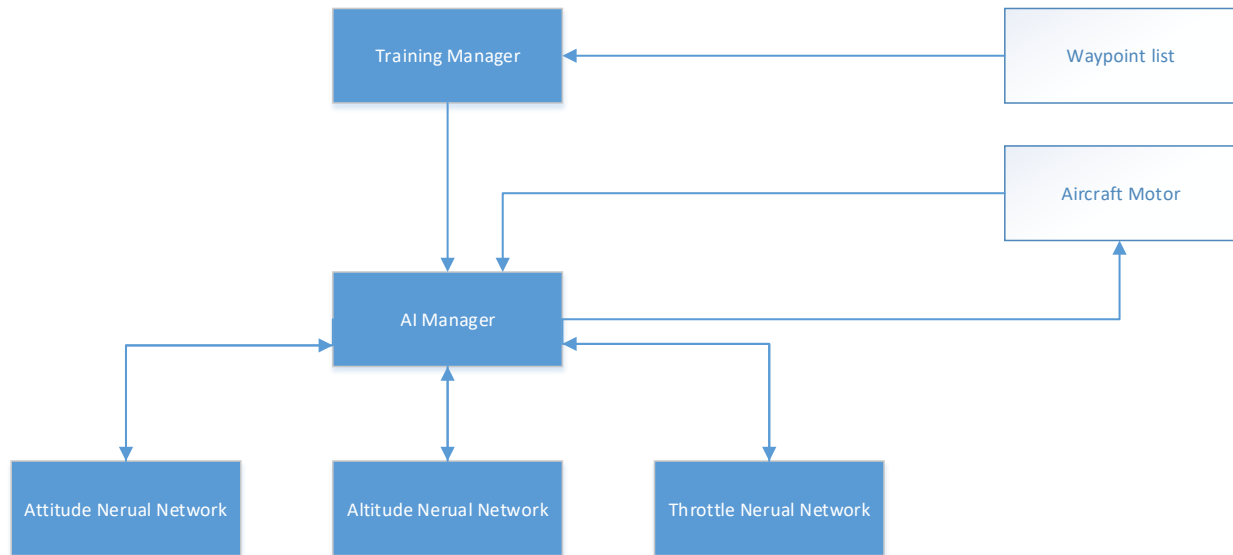 Training Manager
Waypoint list
Aircraft Motor
AI Manager
Attitude Nerual Network
Altitude Nerual Network
Throttle Nerual Network